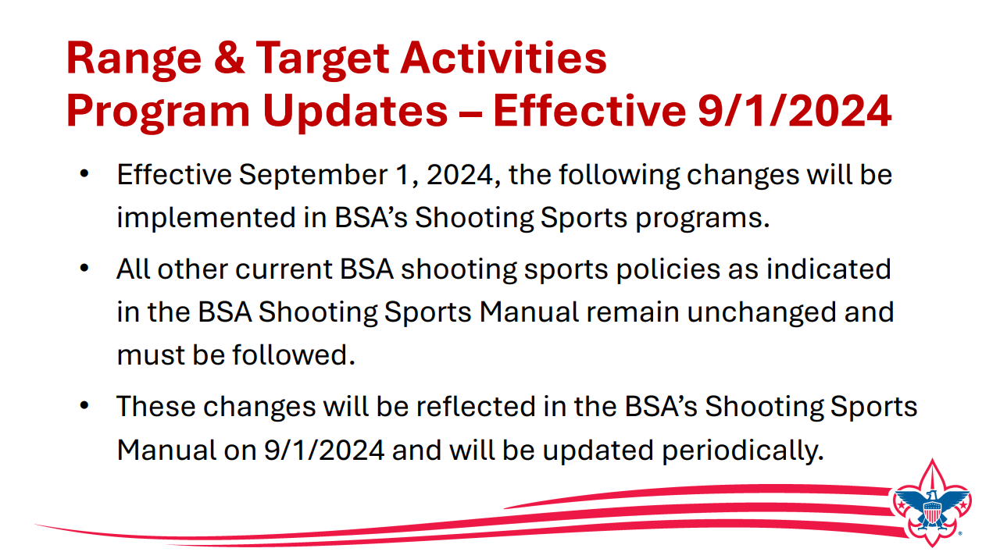 Range & Target Activities
Program Updates – Effective 9/1/2024
• Effective September 1, 2024, the following changes will be
implemented in BSA’s Shooting Sports programs.
• All other current BSA shooting sports policies as indicated
in the BSA Shooting Sports Manual remain unchanged and
must be followed.
• These changes will be reflected in the BSA’s Shooting Sports
Manual on 9/1/2024 and will be updated periodically.
®